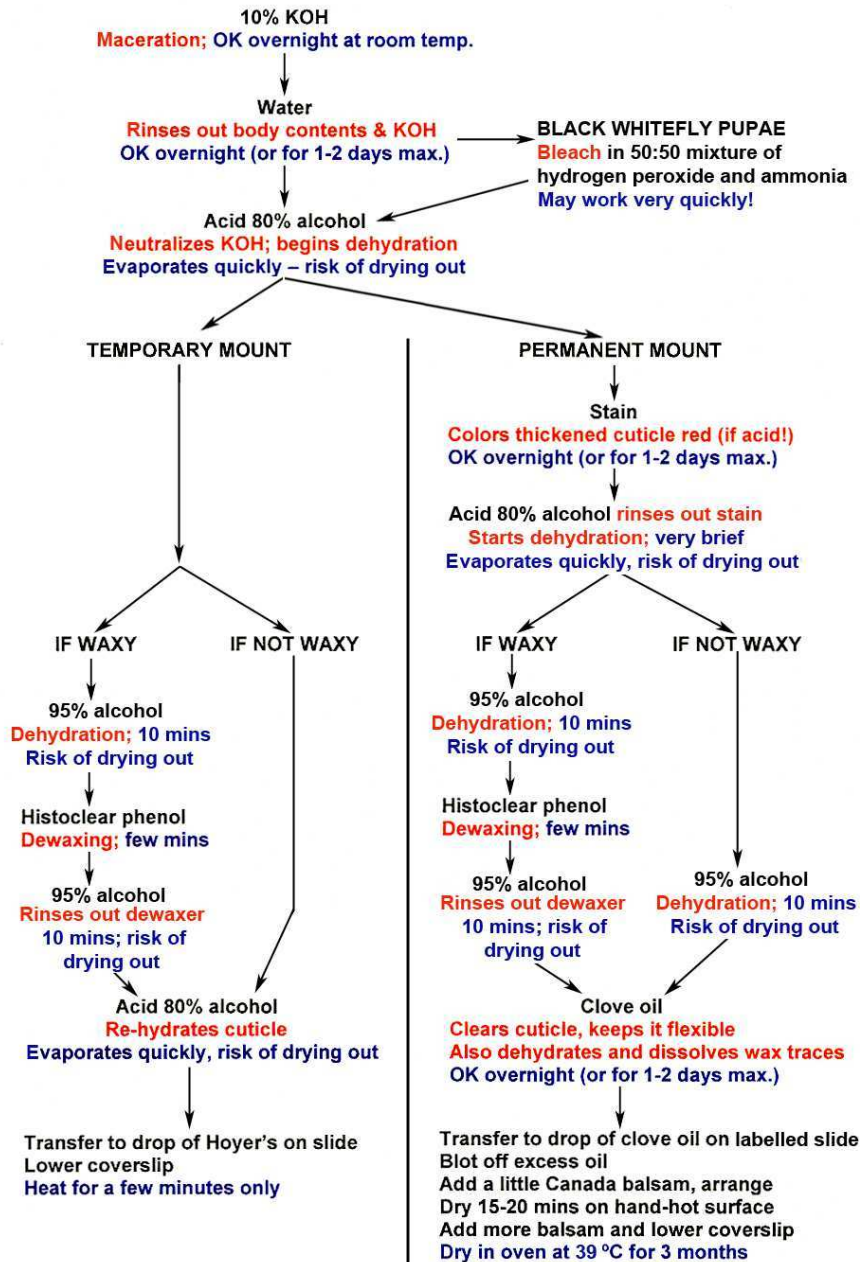 10% KOH
Maceration; OK overnight at room temp.
Water
Rinses out body contents & KOH
OK overnight (or for 1-2 days max.)
BLACK WHITEFLY PUPAE
Bleach in 50:50 mixture of
hydrogen peroxide and ammonia
May work very quickly!
Acid 80% alcohol
Neutralizes KOH; begins dehydration
Evaporates quickly – risk of drying out
TEMPORARY MOUNT
IF WAXY
IF NOT WAXY
95% alcohol
Dehydration; 10 mins
Risk of drying out
Histoclear phenol
Dewaxing; few mins
95% alcohol
Rinses out dewaxer
10 mins; risk of
drying out
Acid 80% alcohol
Re-hydrates cuticle
Evaporates quickly, risk of drying out
Transfer to drop of Hoyer's on slide
Lower coverslip
Heat for a few minutes only
PERMANENT MOUNT
Stain
Colors thickened cuticle red (if acid!)
OK overnight (or for 1-2 days max.)
Acid 80% alcohol rinses out stain
Starts dehydration; very brief
Evaporates quickly, risk of drying out
IF WAXY
IF NOT WAXY
95% alcohol
Dehydration; 10 mins
Risk of drying out
Histoclear phenol
Dewaxing; few mins
95% alcohol
Rinses out dewaxer
10 mins; risk of
drying out
95% alcohol
Dehydration; 10 mins
Risk of drying out
Clove oil
Clears cuticle, keeps it flexible
Also dehydrates and dissolves wax traces
OK overnight (or for 1-2 days max.)
Transfer to drop of clove oil on labelled slide
Blot off excess oil
Add a little Canada balsam, arrange
Dry 15-20 mins on hand-hot surface
Add more balsam and lower coverslip
Dry in oven at 39 ºC for 3 months